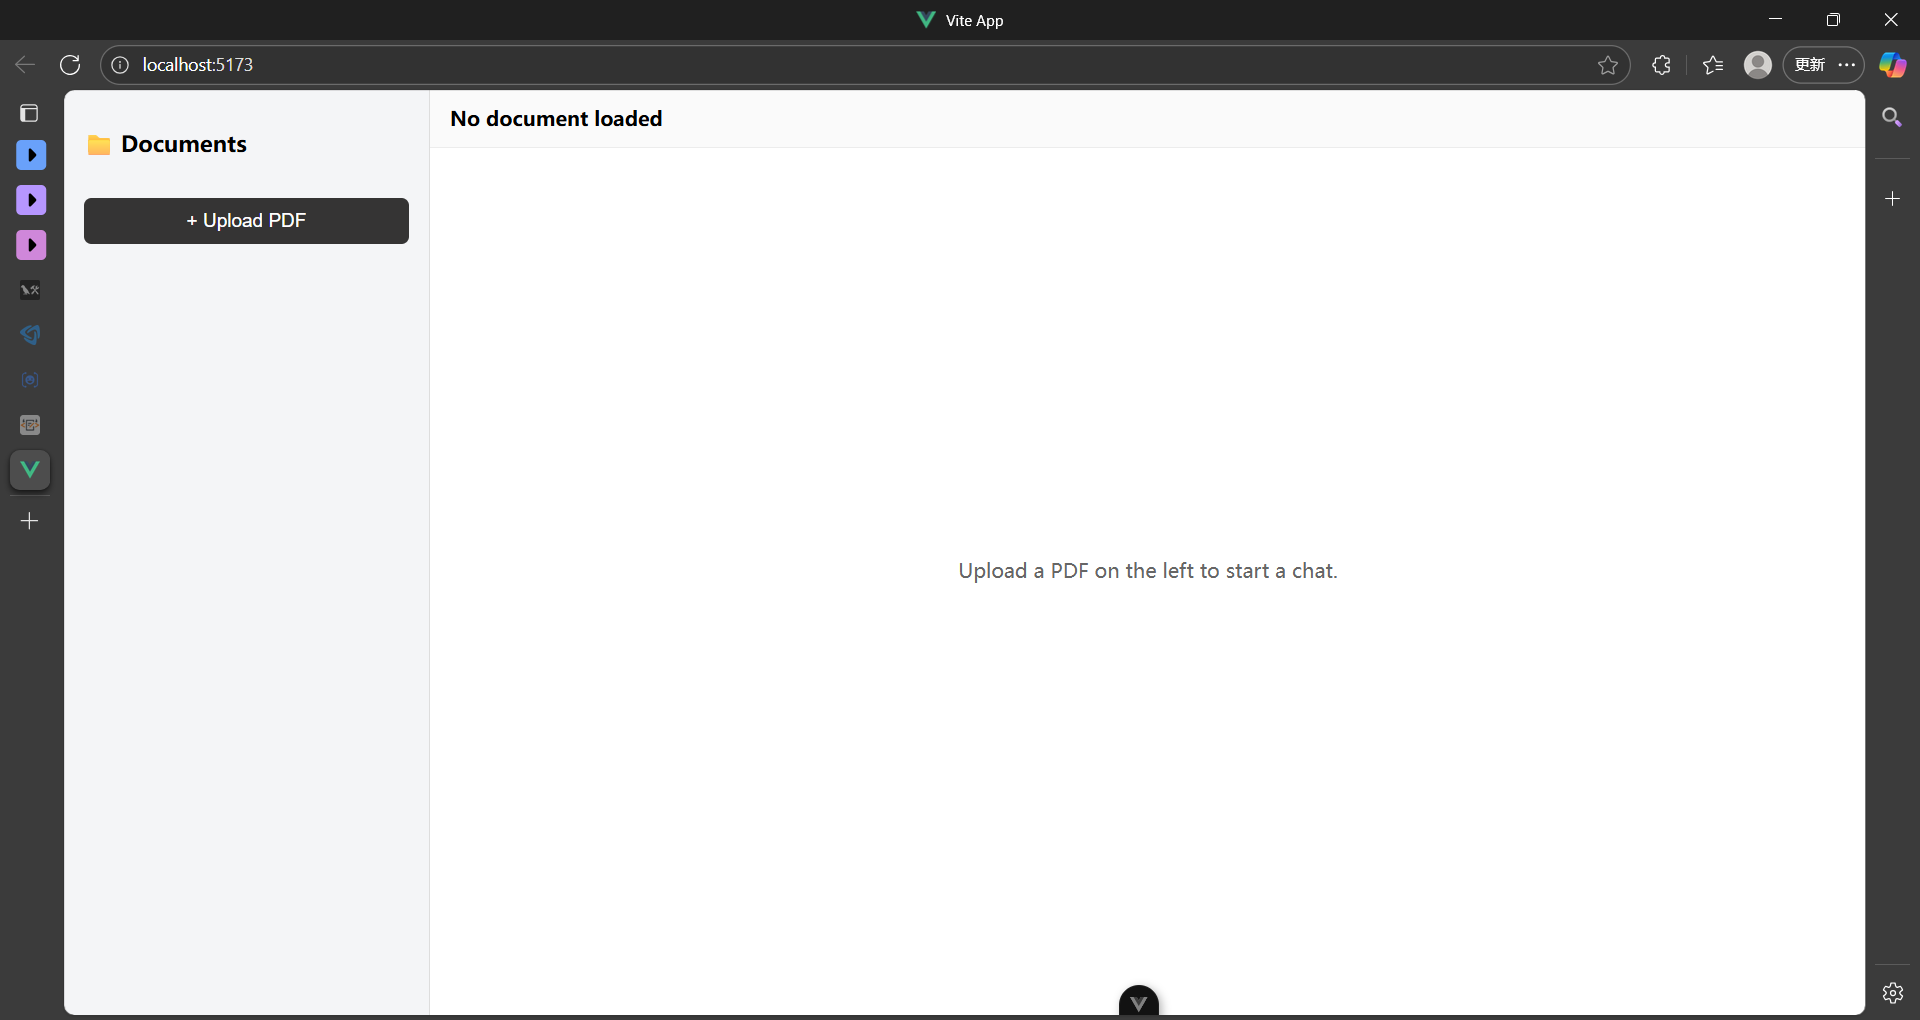 Vite App
localhost:5173
更新
Documents
No document loaded
+ Upload PDF
Upload a PDF on the left to start a chat.